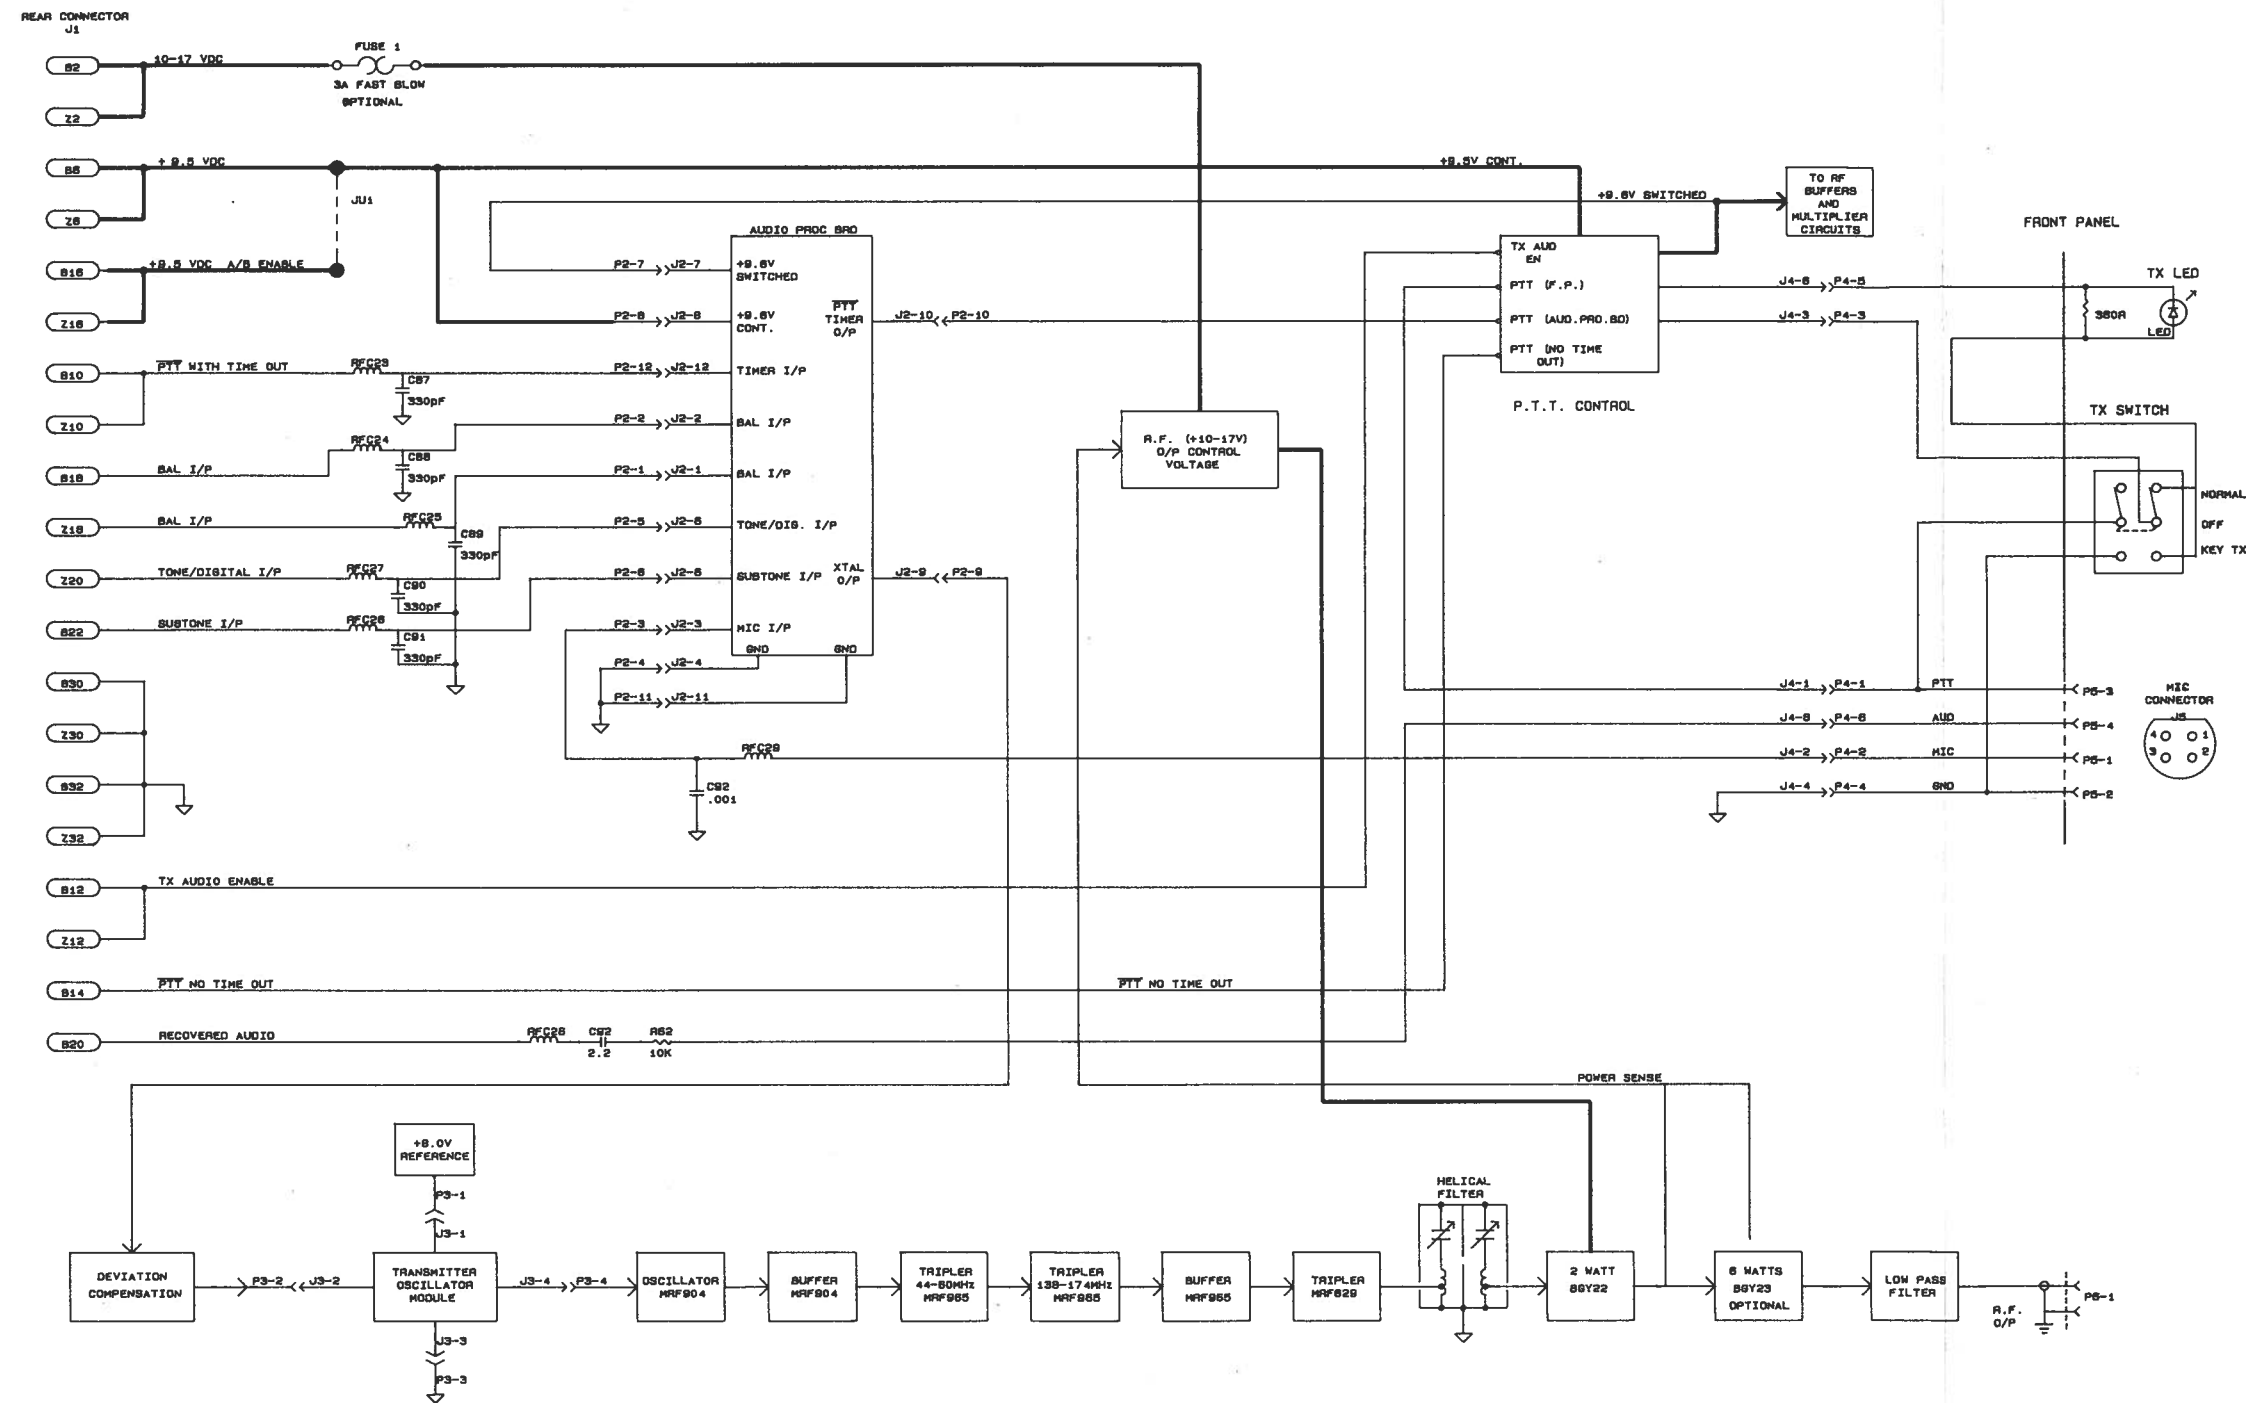 REAR CONNECTOR
J1
B2
10-17 VDC
FUSE 1
3A FAST BLOW
OPTIONAL
Z2
B6
+ 9.5 VDC
+9.5V CONT.
JU1
Z6
+9.6V SWITCHED
TO RF
BUFFERS
AND
MULTIPLIER
CIRCUITS
FRONT PANEL
B16
+9.5 VDC A/B ENABLE
Z16
AUDIO PROC BRD
P2-7
J2-7
+9.6V
SWITCHED
P2-8
J2-8
+9.6V
CONT.
PTT
TIMER
O/P
J2-10
P2-10
TX AUD
EN
PTT (F.P.)
PTT (AUD.PRO.BD)
PTT (NO TIME
OUT)
P.T.T. CONTROL
J4-6
P4-5
J4-3
P4-3
TX LED
380R
LED
B10
PTT WITH TIME OUT
RFC23
C87
330pF
P2-12
J2-12
TIMER I/P
Z10
P2-2
J2-2
BAL I/P
RFC24
C88
330pF
B18
BAL I/P
P2-1
J2-1
BAL I/P
R.F. (+10-17V)
O/P CONTROL
VOLTAGE
TX SWITCH
NORMAL
OFF
KEY TX
Z18
BAL I/P
RFC25
C89
330pF
P2-5
J2-6
TONE/DIG. I/P
Z20
TONE/DIGITAL I/P
RFC27
C90
330pF
P2-6
J2-5
SUBTONE I/P
XTAL
O/P
J2-9
P2-9
B22
SUBTONE I/P
RFC26
C91
330pF
P2-3
J2-3
MIC I/P
GND
GND
P2-4
J2-4
P2-11
J2-11
B30
Z30
B32
Z32
RFC29
C92
.001
J4-1
P4-1
PTT
P5-3
J4-8
P4-6
AUD
P5-4
J4-2
P4-2
MIC
P5-1
J4-4
P4-4
GND
P5-2
MIC
CONNECTOR
J5
4
1
3
2
B12
TX AUDIO ENABLE
Z12
B14
PTT NO TIME OUT
PTT NO TIME OUT
B20
RECOVERED AUDIO
RFC28
C92
2.2
R62
10K
POWER SENSE
+8.0V
REFERENCE
P3-1
J3-1
HELICAL
FILTER
DEVIATION
COMPENSATION
P3-2
J3-2
TRANSMITTER
OSCILLATOR
MODULE
J3-4
P3-4
OSCILLATOR
MRF904
BUFFER
MRF904
TRIPLER
44-60MHz
MRF965
TRIPLER
138-174MHz
MRF965
BUFFER
MRF965
TRIPLER
MRF629
2 WATT
BGY22
6 WATTS
BGY23
OPTIONAL
LOW PASS
FILTER
R.F.
O/P
P6-1
J3-3
P3-3